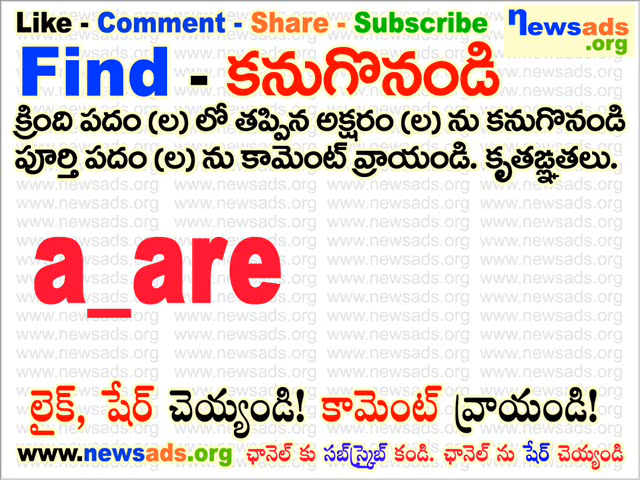 Like - Comment - Share - Subscribe
newsads
.org
Find - కనుగొనండి
క్రింది పదం (ల) లో తప్పిన అక్షరం (ల) ను కనుగొనండి
పూర్తి పదం (ల) ను కామెంట్ వ్రాయండి. కృతజ్ఞతలు.
a_are
లైక్, షేర్ చెయ్యండి! కామెంట్ వ్రాయండి!
www.newsads.org ఛానెల్ కు సబ్‌స్క్రైబ్ కండి. ఛానెల్ ను షేర్ చెయ్యండి